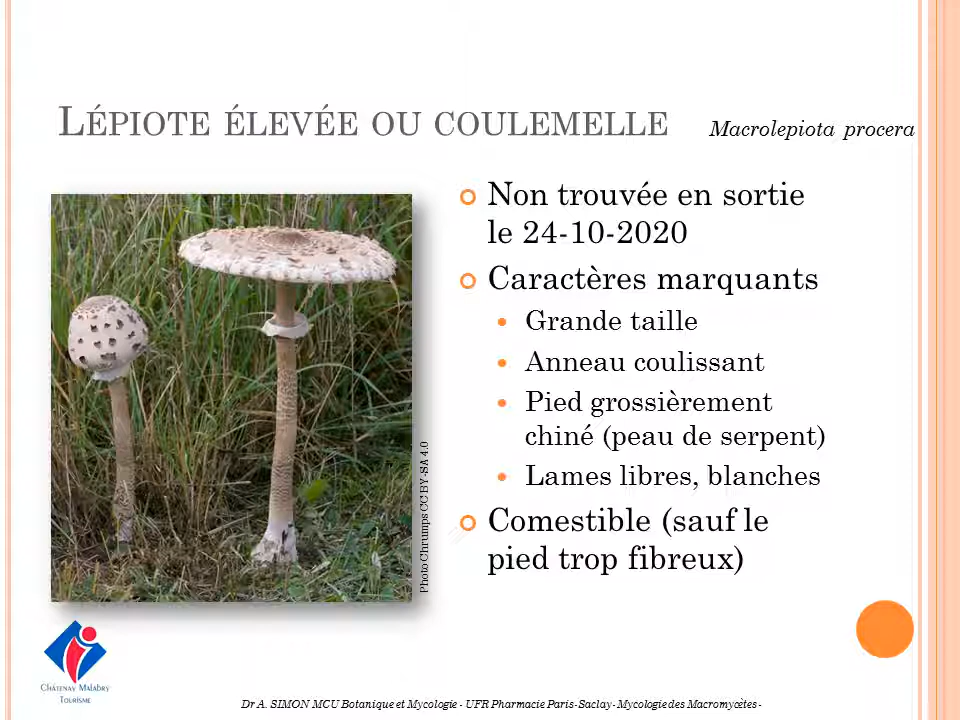 LÉPIOTE ÉLEVÉE OU COULEMELLE
Macrolepiota procera
Non trouvée en sortie
le 24-10-2020
Caractères marquants
Grande taille
Anneau coulissant
Pied grossièrement
chiné (peau de serpent)
Lames libres, blanches
Comestible (sauf le
pied trop fibreux)
Photo Chrumps CC BY-SA 4.0
CHÂTENAY MALABRY
TOURISME
Dr A. SIMON MCU Botanique et Mycologie - UFR Pharmacie Paris-Saclay- Mycologie des Macromycètes -